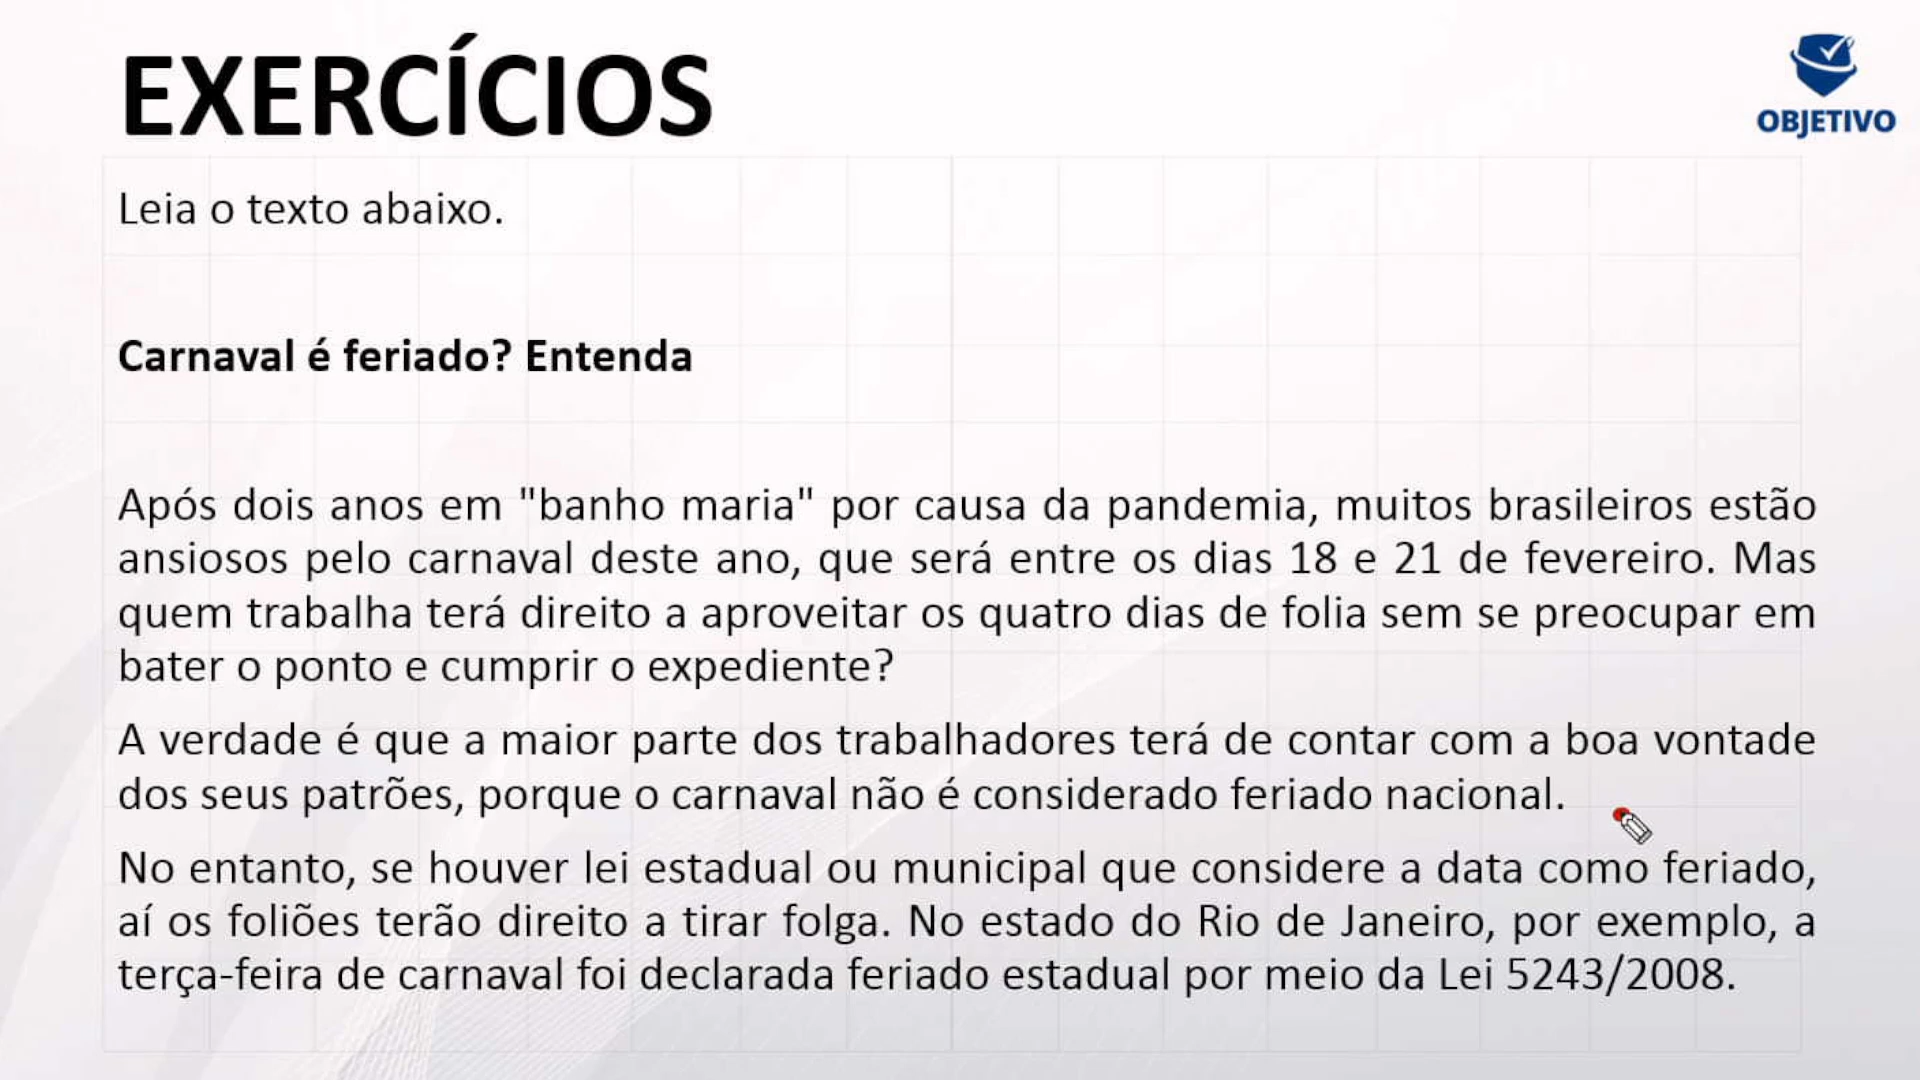 EXERCÍCIOS
OBJETIVO
Leia o texto abaixo.
Carnaval é feriado? Entenda
Após dois anos em "banho maria" por causa da pandemia, muitos brasileiros estão
ansiosos pelo carnaval deste ano, que será entre os dias 18 e 21 de fevereiro. Mas
quem trabalha terá direito a aproveitar os quatro dias de folia sem se preocupar em
bater o ponto e cumprir o expediente?
A verdade é que a maior parte dos trabalhadores terá de contar com a boa vontade
dos seus patrões, porque o carnaval não é considerado feriado nacional.
No entanto, se houver lei estadual ou municipal que considere a data como feriado,
aí os foliões terão direito a tirar folga. No estado do Rio de Janeiro, por exemplo, a
terça-feira de carnaval foi declarada feriado estadual por meio da Lei 5243/2008.